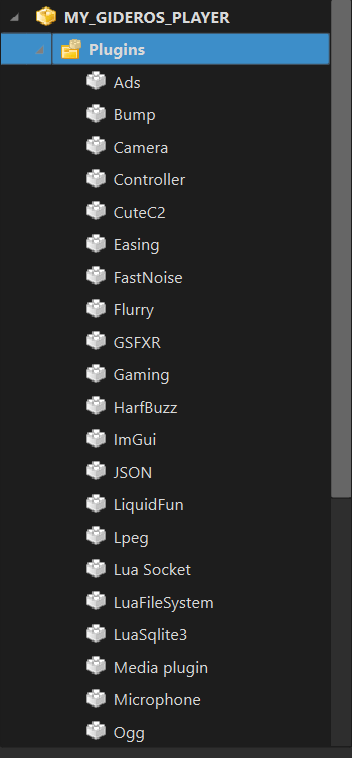 MY_GIDEROS_PLAYER
Plugins
Ads
Bump
Camera
Controller
CuteC2
Easing
FastNoise
Flurry
GSFXR
Gaming
HarfBuzz
ImGui
JSON
LiquidFun
Lpeg
Lua Socket
LuaFileSystem
LuaSqlite3
Media plugin
Microphone
Ogg